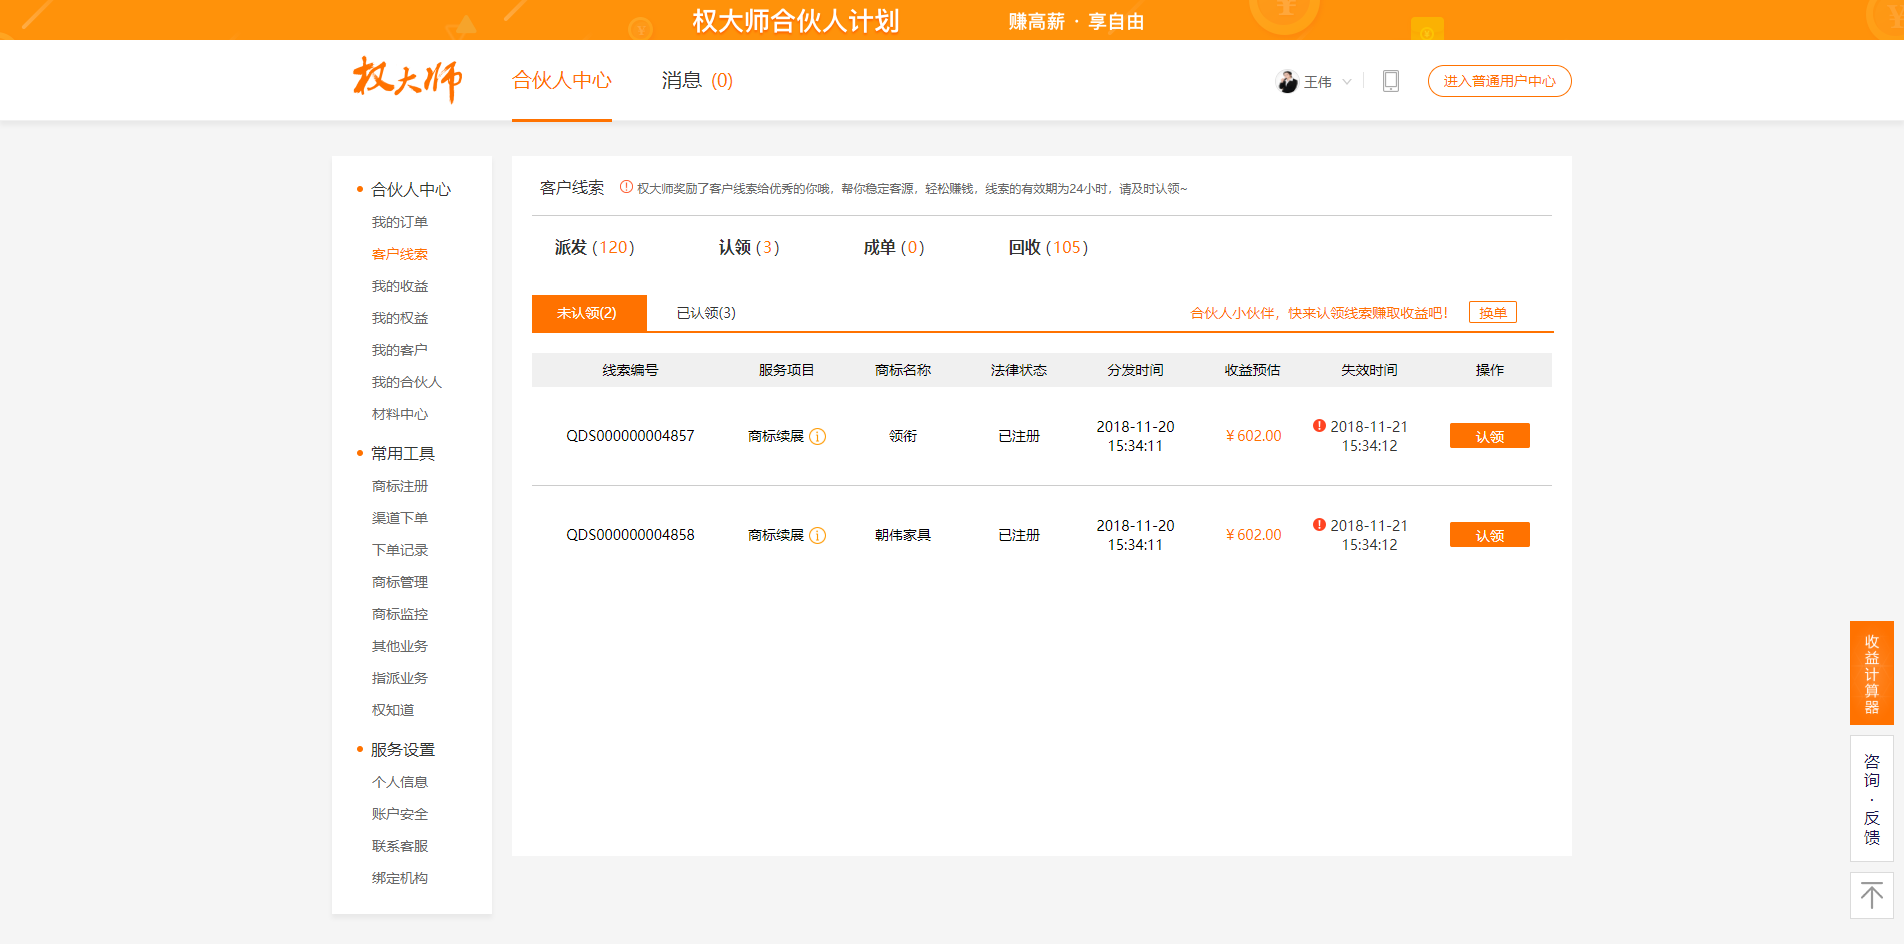 权大师合伙人计划 赚高薪 · 享自由
权大师 合伙人中心 消息 (0) 王伟 进入普通用户中心
合伙人中心
我的订单
客户线索
我的收益
我的权益
我的客户
我的合伙人
材料中心
常用工具
商标注册
渠道下单
下单记录
商标管理
商标监控
其他业务
指派业务
权知道
服务设置
个人信息
账户安全
联系客服
绑定机构
客户线索 权大师奖励了客户线索给优秀的你哦，帮你稳定客源，轻松赚钱，线索的有效期为24小时，请及时认领~
派发 (120) 认领 (3) 成单 (0) 回收 (105)
未认领(2) 已认领(3) 合伙人小伙伴，快来认领线索赚取收益吧！ 换单
线索编号 服务项目 商标名称 法律状态 分发时间 收益预估 失效时间 操作
QDS000000004857 商标续展 领衔 已注册 2018-11-20 15:34:11 ¥602.00 2018-11-21 15:34:12 认领
QDS000000004858 商标续展 朝伟家具 已注册 2018-11-20 15:34:11 ¥602.00 2018-11-21 15:34:12 认领
收益计算器
咨询·反馈